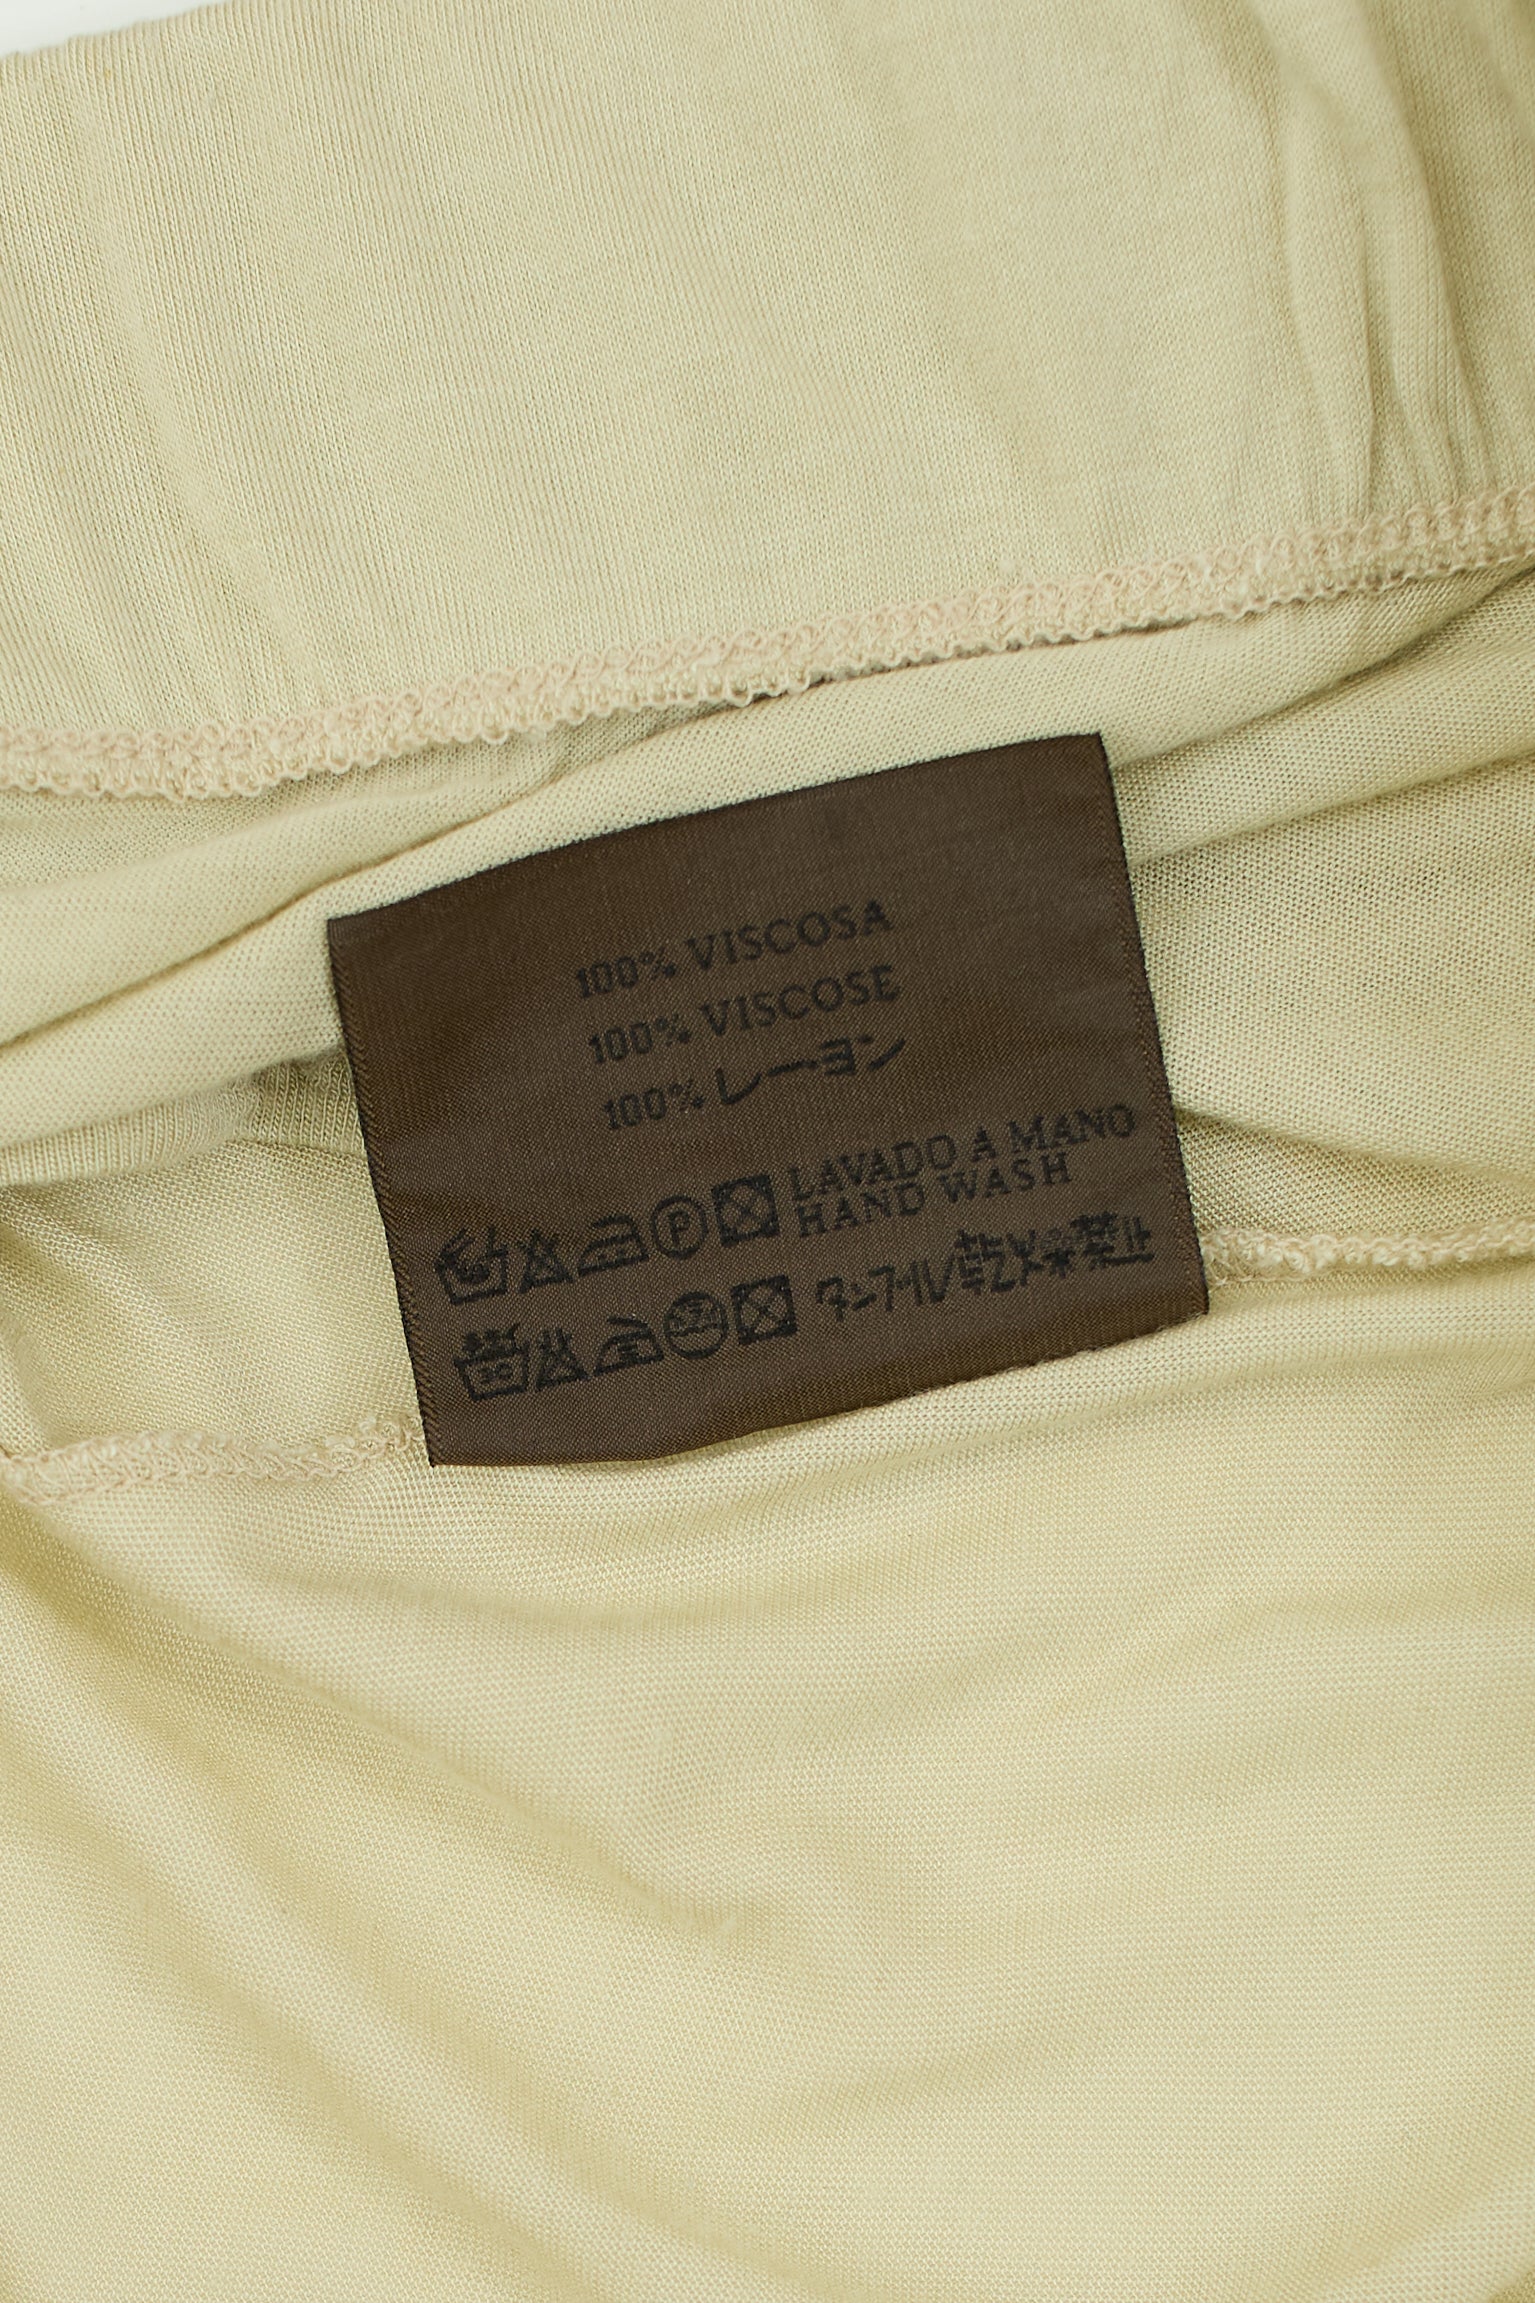 100% VISCOSA
100% VISCOSE
100% レーヨン
P LAVADO A MANO
HAND WASH
タンブル乾燥禁止